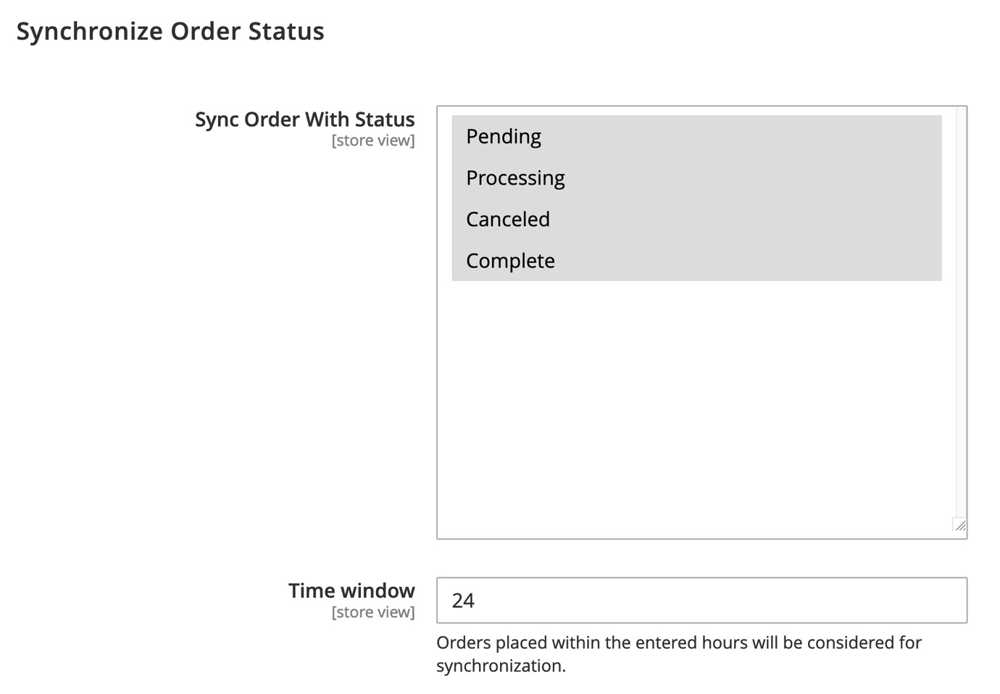 Synchronize Order Status
Sync Order With Status
[store view]
Pending
Processing
Canceled
Complete
Time window
[store view]
24
Orders placed within the entered hours will be considered for
synchronization.